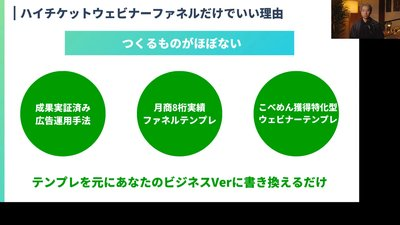 ハイチケットウェビナーファネルだけでいい理由
つくるものがほぼない
成果実証済み
広告運用手法
月商8桁実績
ファネルテンプレ
こべめん獲得特化型
ウェビナーテンプレ
テンプレを元にあなたのビジネスVerに書き換えるだけ